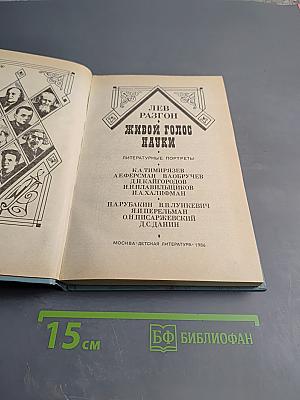 ЛЕВ
РАЗГОН
ЖИВОЙ ГОЛОС
НАУКИ
ЛИТЕРАТУРНЫЕ ПОРТРЕТЫ
К.А.ТИМИРЯЗЕВ
А.Е.ФЕРСМАН В.А.ОБРУЧЕВ
Д.Н.КАЙГОРОДОВ
Н.Н.ПЛАВИЛЬЩИКОВ
И.А.ХАЛИФМАН
Н.А.РУБАКИН В.В.ЛУНКЕВИЧ
Я.И.ПЕРЕЛЬМАН
О.Н.ПИСАРЖЕВСКИЙ
Д.С.ДАНИН
МОСКВА·ДЕТСКАЯ ЛИТЕРАТУРА·1986
15 см
БФ БИБЛИОФАН